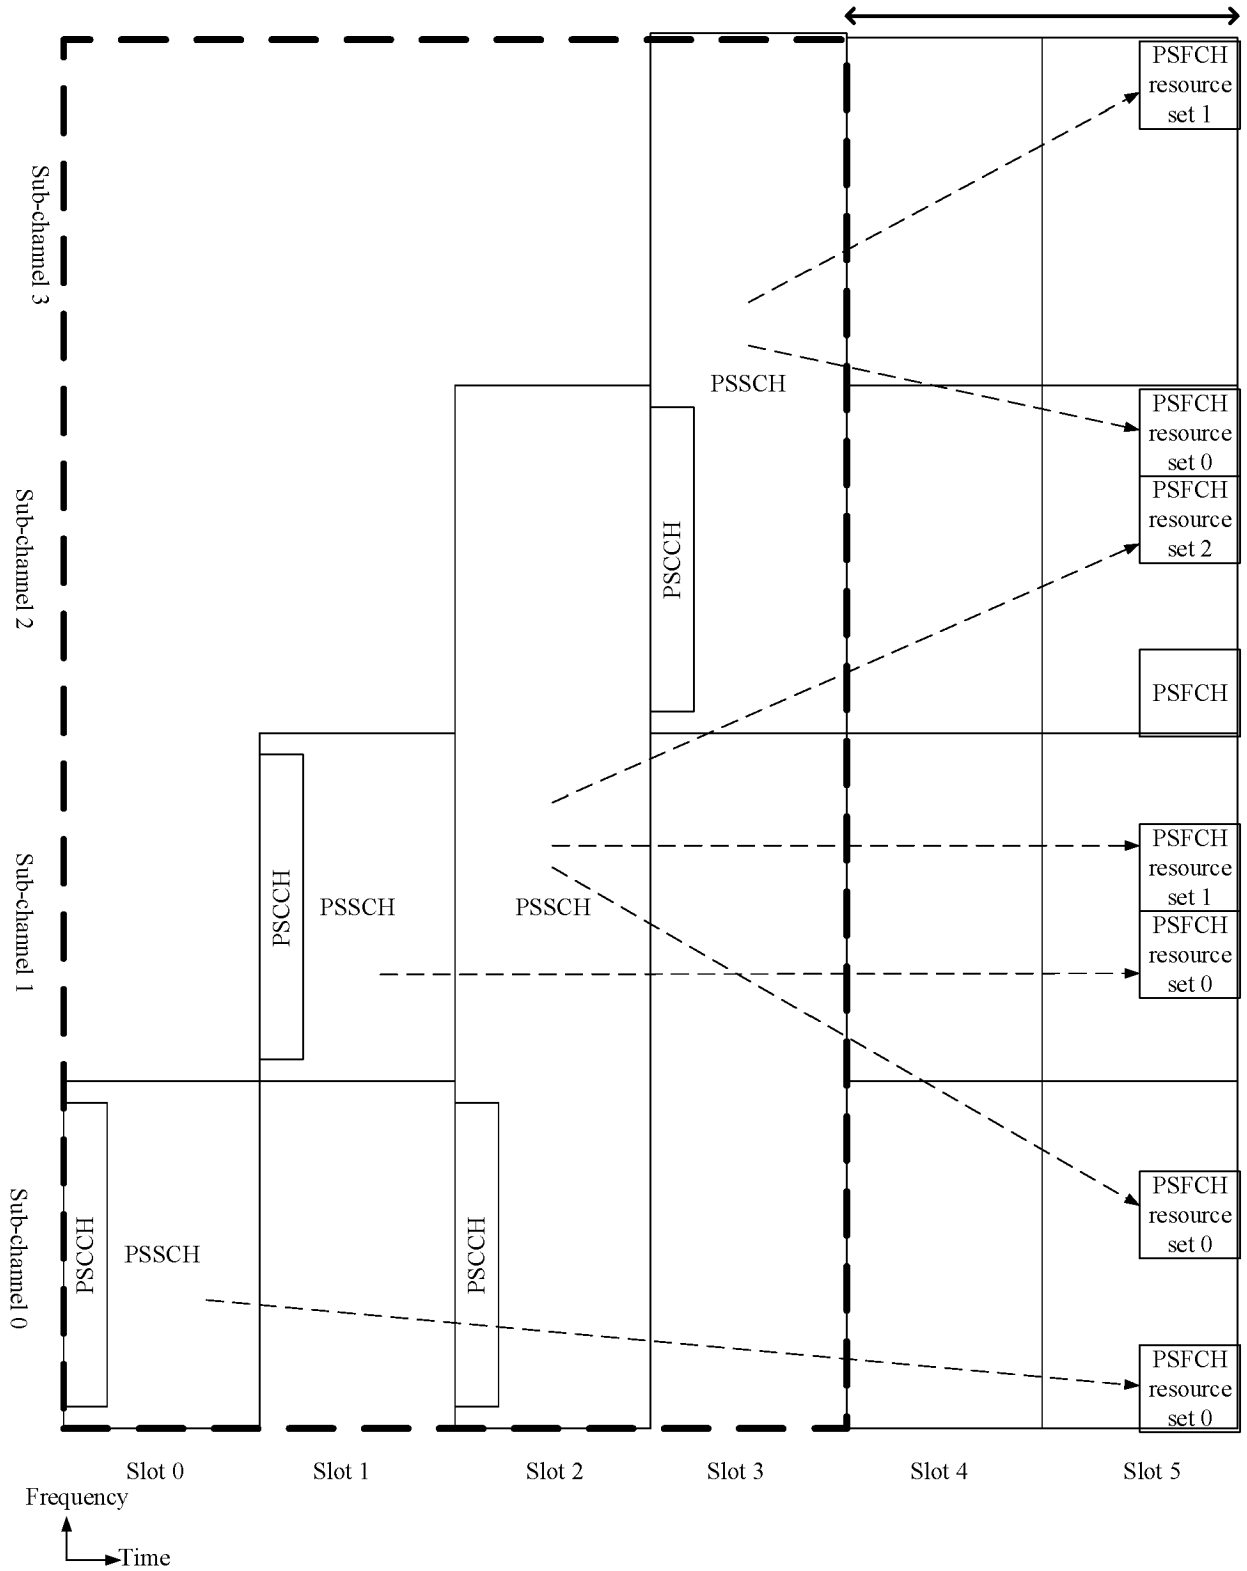 PSFCH
resource
set 1
Sub-channel 3
PSSCH
PSFCH
resource
set 0
PSFCH
resource
set 2
Sub-channel 2
PSCCH
PSFCH
PSFCH
resource
set 1
Sub-channel 1
PSCCH
PSSCH
PSSCH
PSFCH
resource
set 0
Sub-channel 0
PSCCH
PSSCH
PSCCH
PSFCH
resource
set 0
PSFCH
resource
set 0
Slot 0
Slot 1
Slot 2
Slot 3
Slot 4
Slot 5
Frequency
Time